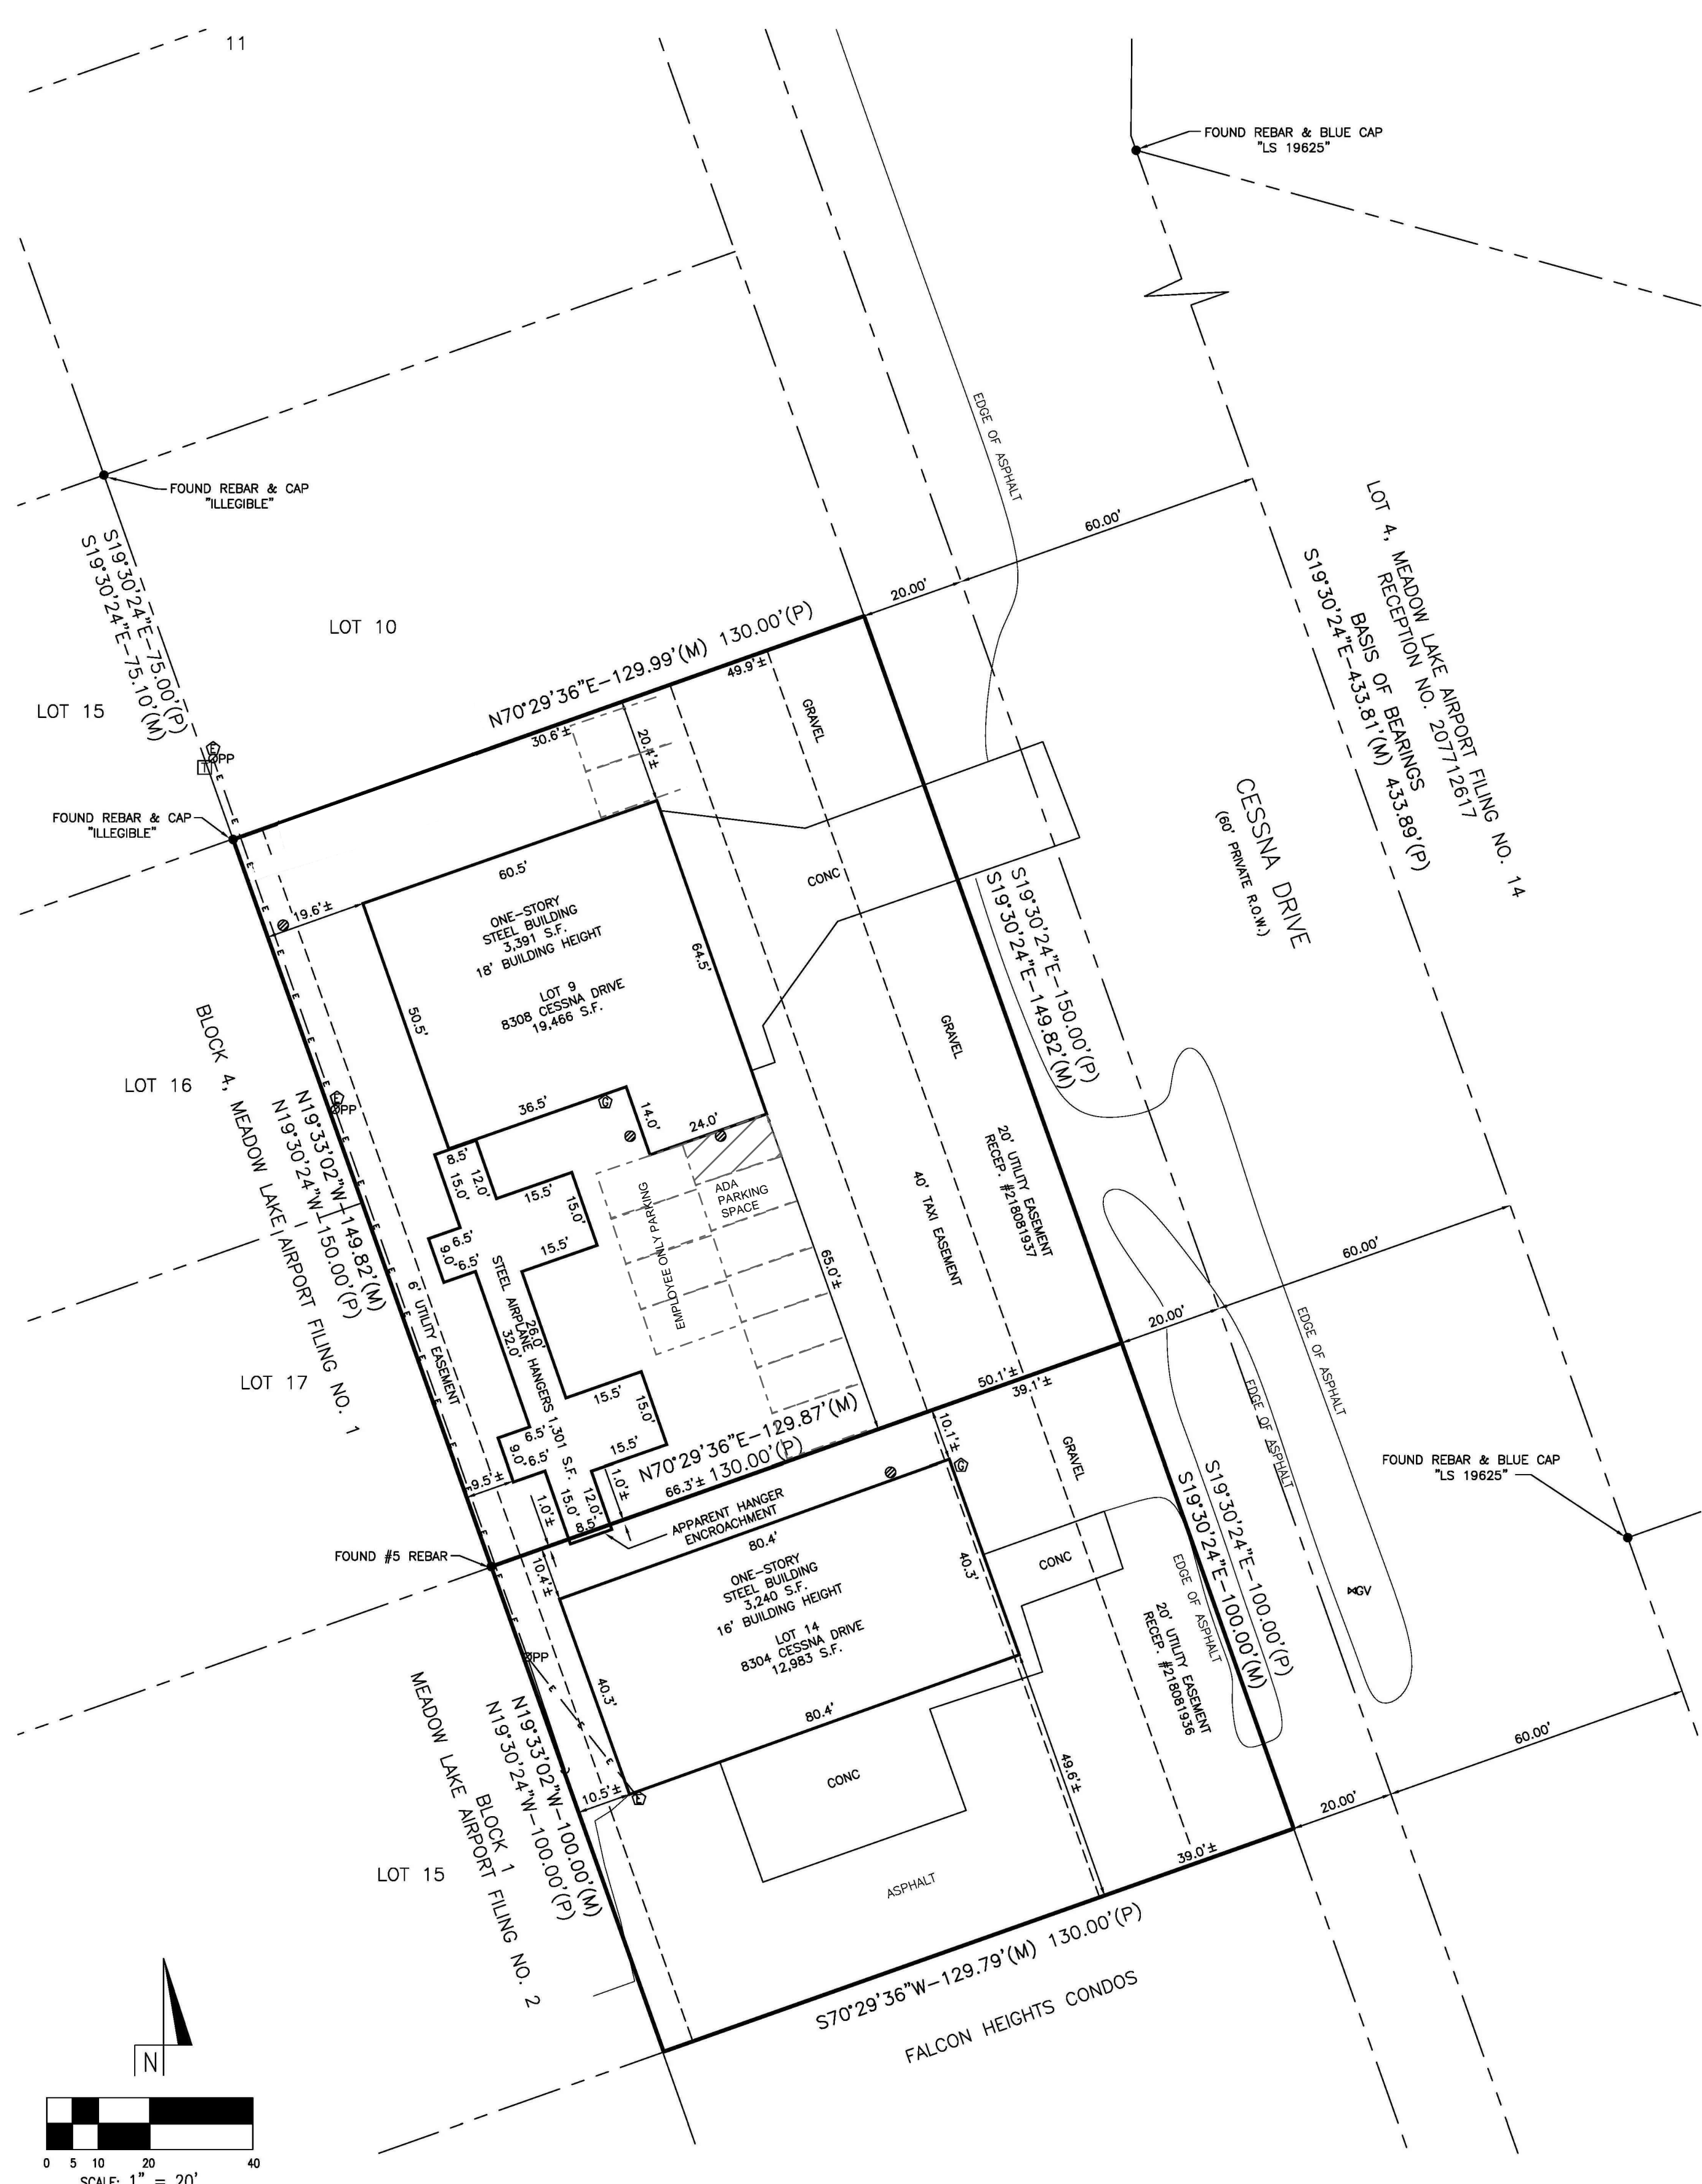 11
FOUND REBAR & BLUE CAP
"LS 19625"
FOUND REBAR & CAP
"ILLEGIBLE"
EDGE OF ASPHALT
60.00'
20.00'
LOT 4, MEADOW LAKE AIRPORT FILING NO. 14
RECEPTION NO. 207712617
BASIS OF BEARINGS
S19°30'24"E-433.81'(M) 433.89'(P)
S19°30'24"E-75.00'(P)
S19°30'24"E-75.10'(M)
LOT 10
LOT 15
N70°29'36"E-129.99'(M) 130.00'(P)
49.9'±
30.6'±
20.4'±
GRAVEL
E
PP
T
E
FOUND REBAR & CAP
"ILLEGIBLE"
CESSNA DRIVE
(60' PRIVATE R.O.W.)
60.5'
CONC
19.6'±
ONE-STORY
STEEL BUILDING
3,391 S.F.
18' BUILDING HEIGHT
LOT 9
8308 CESSNA DRIVE
19,466 S.F.
64.5'
50.5'
S19°30'24"E-150.00'(P)
S19°30'24"E-149.82'(M)
GRAVEL
BLOCK 4, MEADOW LAKE AIRPORT FILING NO. 1
LOT 16
E
PP
N19°33'02"W-149.82'(M)
N19°30'24"W-150.00'(P)
36.5'
G
14.0'
24.0'
8.5'
12.0'
15.0'
15.5'
15.0'
15.5'
6.5'
9.0'
6.5'
ADA
PARKING
SPACE
EMPLOYEE ONLY PARKING
65.0'±
40' TAXI EASEMENT
20' UTILITY EASEMENT
RECEP. #218081937
60.00'
20.00'
STEEL AIRPLANE HANGERS 1,301 S.F.
26.0'
32.0'
6' UTILITY EASEMENT
LOT 17
EDGE OF ASPHALT
EDGE OF ASPHALT
15.5'
15.0'
15.5'
6.5'
9.0'
6.5'
9.5'±
50.1'±
39.1'±
N70°29'36"E-129.87'(M)
66.3'± 130.00'(P)
1.0'±
1.0'±
15.0'
12.0'
8.5'
10.1'±
G
APPARENT HANGER
ENCROACHMENT
GRAVEL
FOUND REBAR & BLUE CAP
"LS 19625"
FOUND #5 REBAR
10.4'±
80.4'
ONE-STORY
STEEL BUILDING
3,240 S.F.
16' BUILDING HEIGHT
LOT 14
8304 CESSNA DRIVE
12,983 S.F.
40.3'
CONC
EDGE OF ASPHALT
S19°30'24"E-100.00'(P)
S19°30'24"E-100.00'(M)
GV
20' UTILITY EASEMENT
RECEP. #218081936
PP
40.3'
80.4'
10.5'±
E
CONC
49.6'±
60.00'
20.00'
39.0'±
N19°33'02"W-100.00'(M)
N19°30'24"W-100.00'(P)
BLOCK 1
MEADOW LAKE AIRPORT FILING NO. 2
LOT 15
ASPHALT
S70°29'36"W-129.79'(M) 130.00'(P)
FALCON HEIGHTS CONDOS
N
0 5 10 20 40
SCALE: 1" = 20'